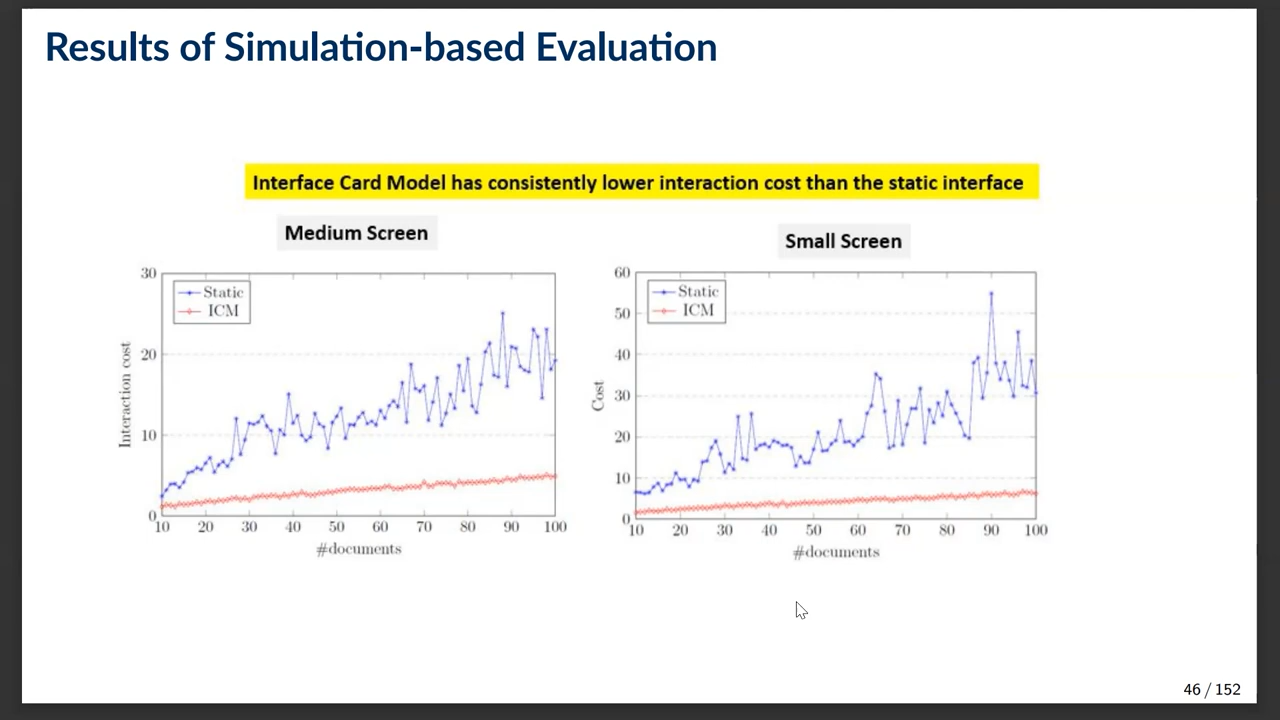 Results of Simulation-based Evaluation
Interface Card Model has consistently lower interaction cost than the static interface
Medium Screen
Small Screen
30
20
10
0
Interaction cost
Static
ICM
10 20 30 40 50 60 70 80 90 100
#documents
60
50
40
30
20
10
0
Cost
Static
ICM
10 20 30 40 50 60 70 80 90 100
#documents
46 / 152